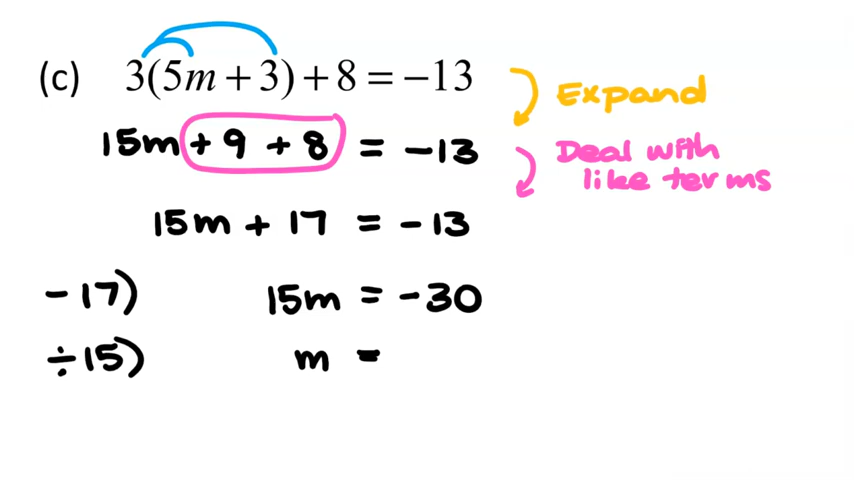 (c) 3(5m + 3) + 8 = −13
Expand
15m + 9 + 8 = −13
Deal with
like terms
15m + 17 = −13
−17) 15m = −30
÷15) m =